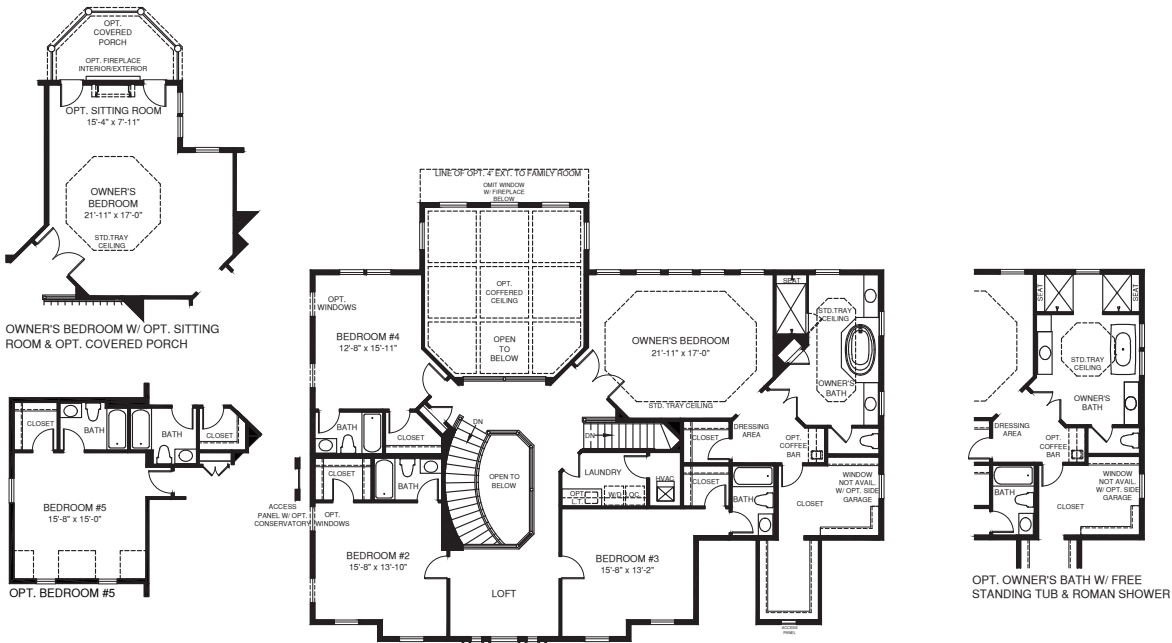 OPT.
COVERED
PORCH
OPT. FIREPLACE
INTERIOR/EXTERIOR
OPT. SITTING ROOM
15'-4" x 7'-11"
OWNER'S
BEDROOM
21'-11" x 17'-0"
STD.TRAY
CEILING
OWNER'S BEDROOM W/ OPT. SITTING
ROOM & OPT. COVERED PORCH
CLOSET
BATH
BATH
CLOSET
BEDROOM #5
15'-8" x 15'-0"
OPT. BEDROOM #5
LINE OF OPT. 4' EXT. TO FAMILY ROOM
OMIT WINDOW
W/ FIREPLACE
BELOW
OPT.
COFFERED
CEILING
OPEN
TO
BELOW
OPT.
WINDOWS
BEDROOM #4
12'-8" x 15'-11"
BATH
CLOSET
DN
OPEN TO
BELOW
CLOSET
BATH
ACCESS
PANEL W/ OPT.
CONSERVATORY
OPT.
WINDOWS
BEDROOM #2
15'-8" x 13'-10"
LOFT
OWNER'S BEDROOM
21'-11" x 17'-0"
STD. TRAY CEILING
SEAT
STD.TRAY
CEILING
OWNER'S
BATH
DN
CLOSET
DRESSING
AREA
OPT.
COFFEE
BAR
LAUNDRY
HVAC
CLOSET
OPT.
L.T.
W/D LOC.
BATH
CLOSET
WINDOW
NOT AVAIL.
W/ OPT. SIDE
GARAGE
BEDROOM #3
15'-8" x 13'-2"
ACCESS
PANEL
SEAT
SEAT
STD.TRAY
CEILING
OWNER'S
BATH
DRESSING
AREA
OPT.
COFFEE
BAR
BATH
CLOSET
WINDOW
NOT AVAIL.
W/ OPT. SIDE
GARAGE
OPT. OWNER'S BATH W/ FREE
STANDING TUB & ROMAN SHOWER